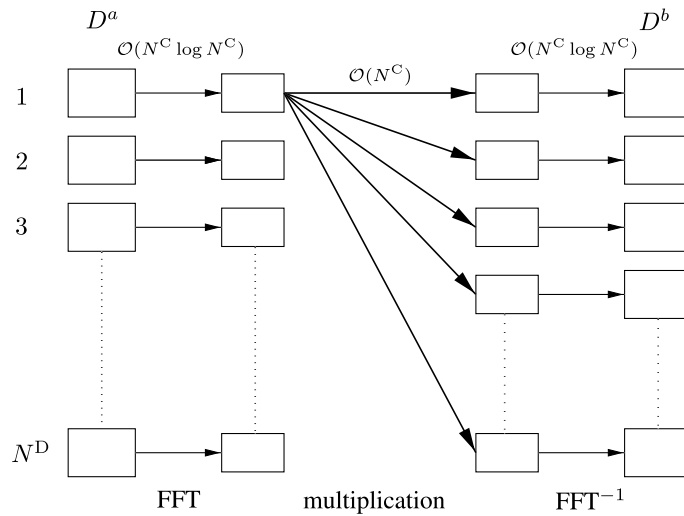 D^a D^b
𝒪(N^C log N^C) 𝒪(N^C) 𝒪(N^C log N^C)
1
2
3
N^D
FFT multiplication FFT^−1